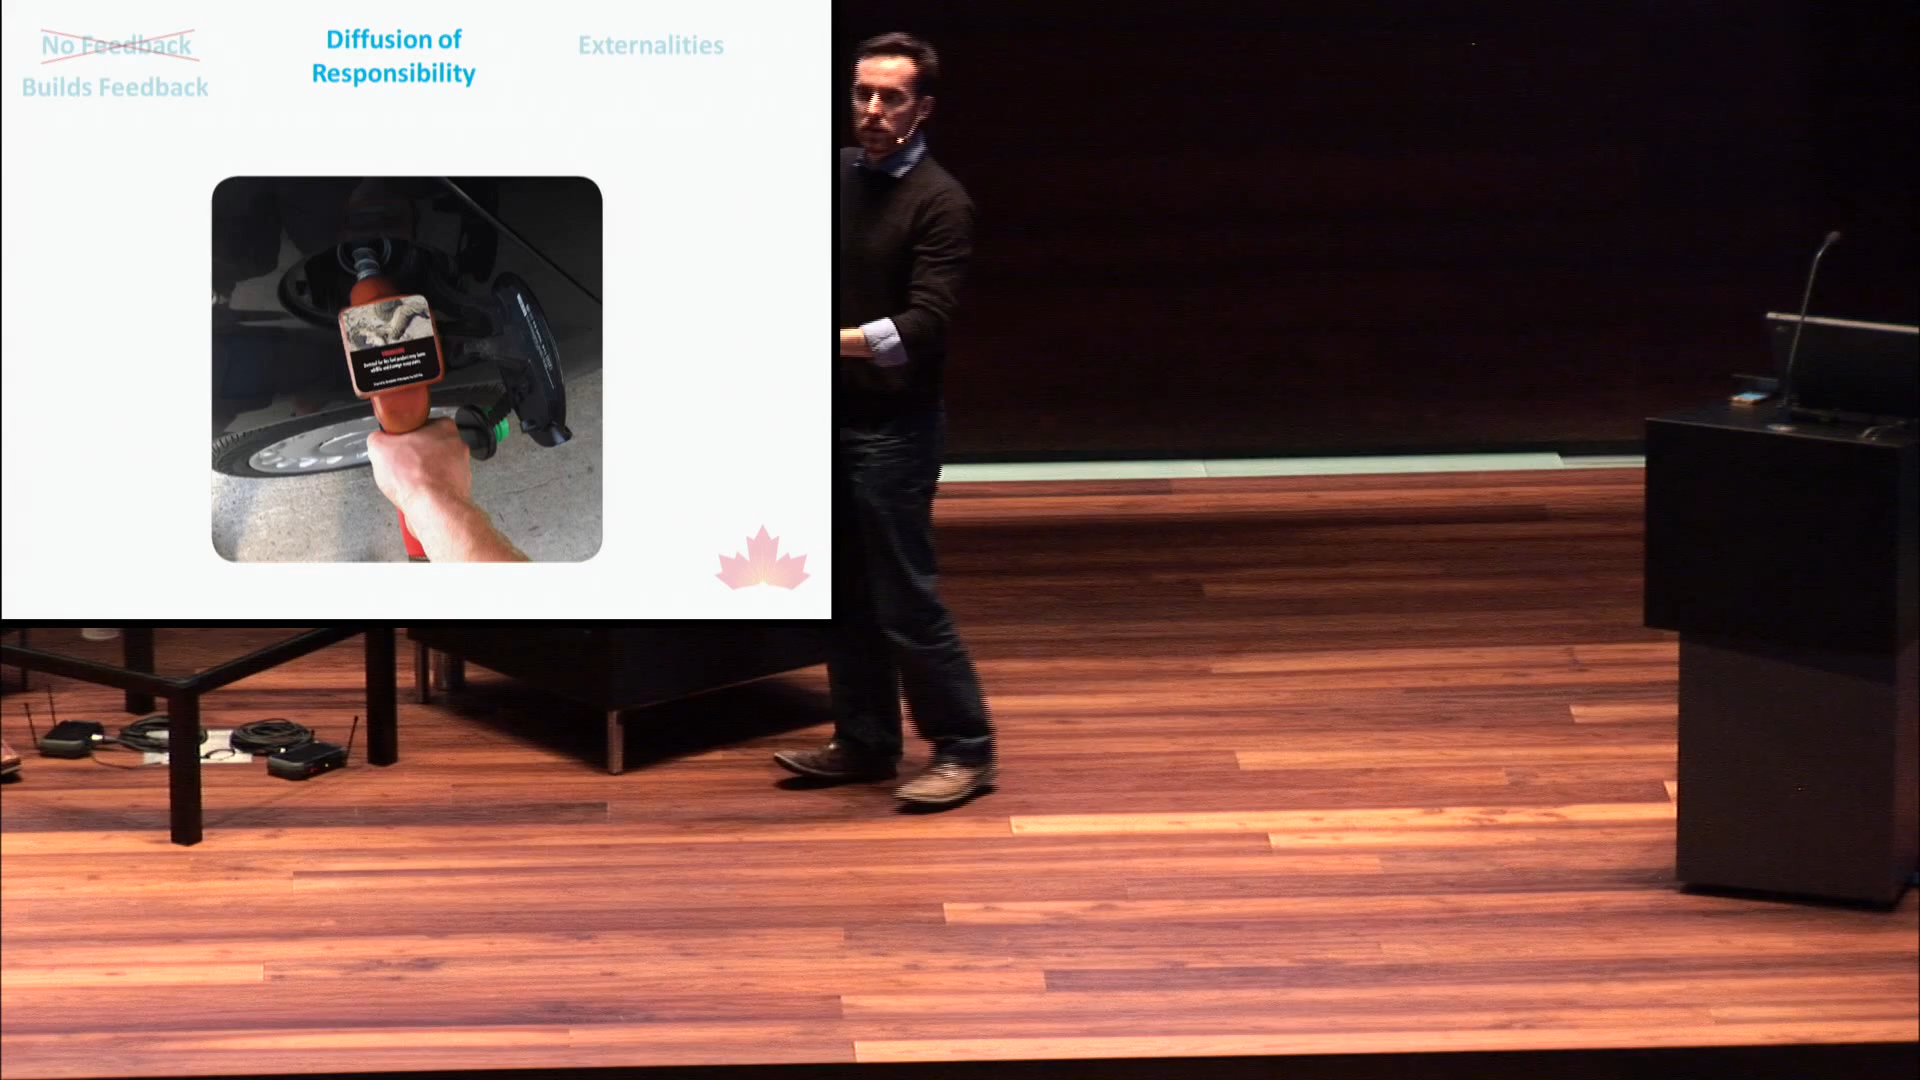 No Feedback
Builds Feedback
Diffusion of
Responsibility
Externalities